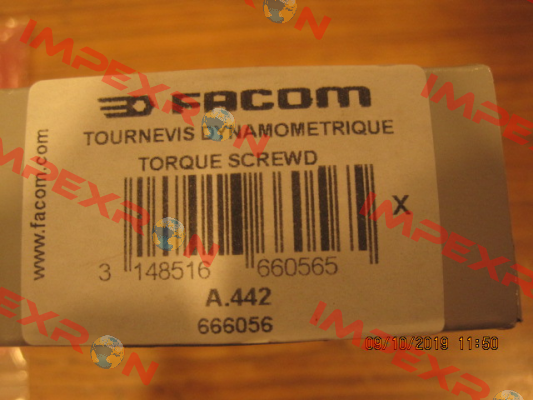 FACOM
TOURNEVIS DYNAMOMETRIQUE
TORQUE SCREWD
www.facom.com
X
3 148516 660565
A.442
666056
09/10/2019 11:50
IMPEXRON
IMPEXRON
IMPEXRON
IMPEXRON
IMPEXRON
IMPEXRON